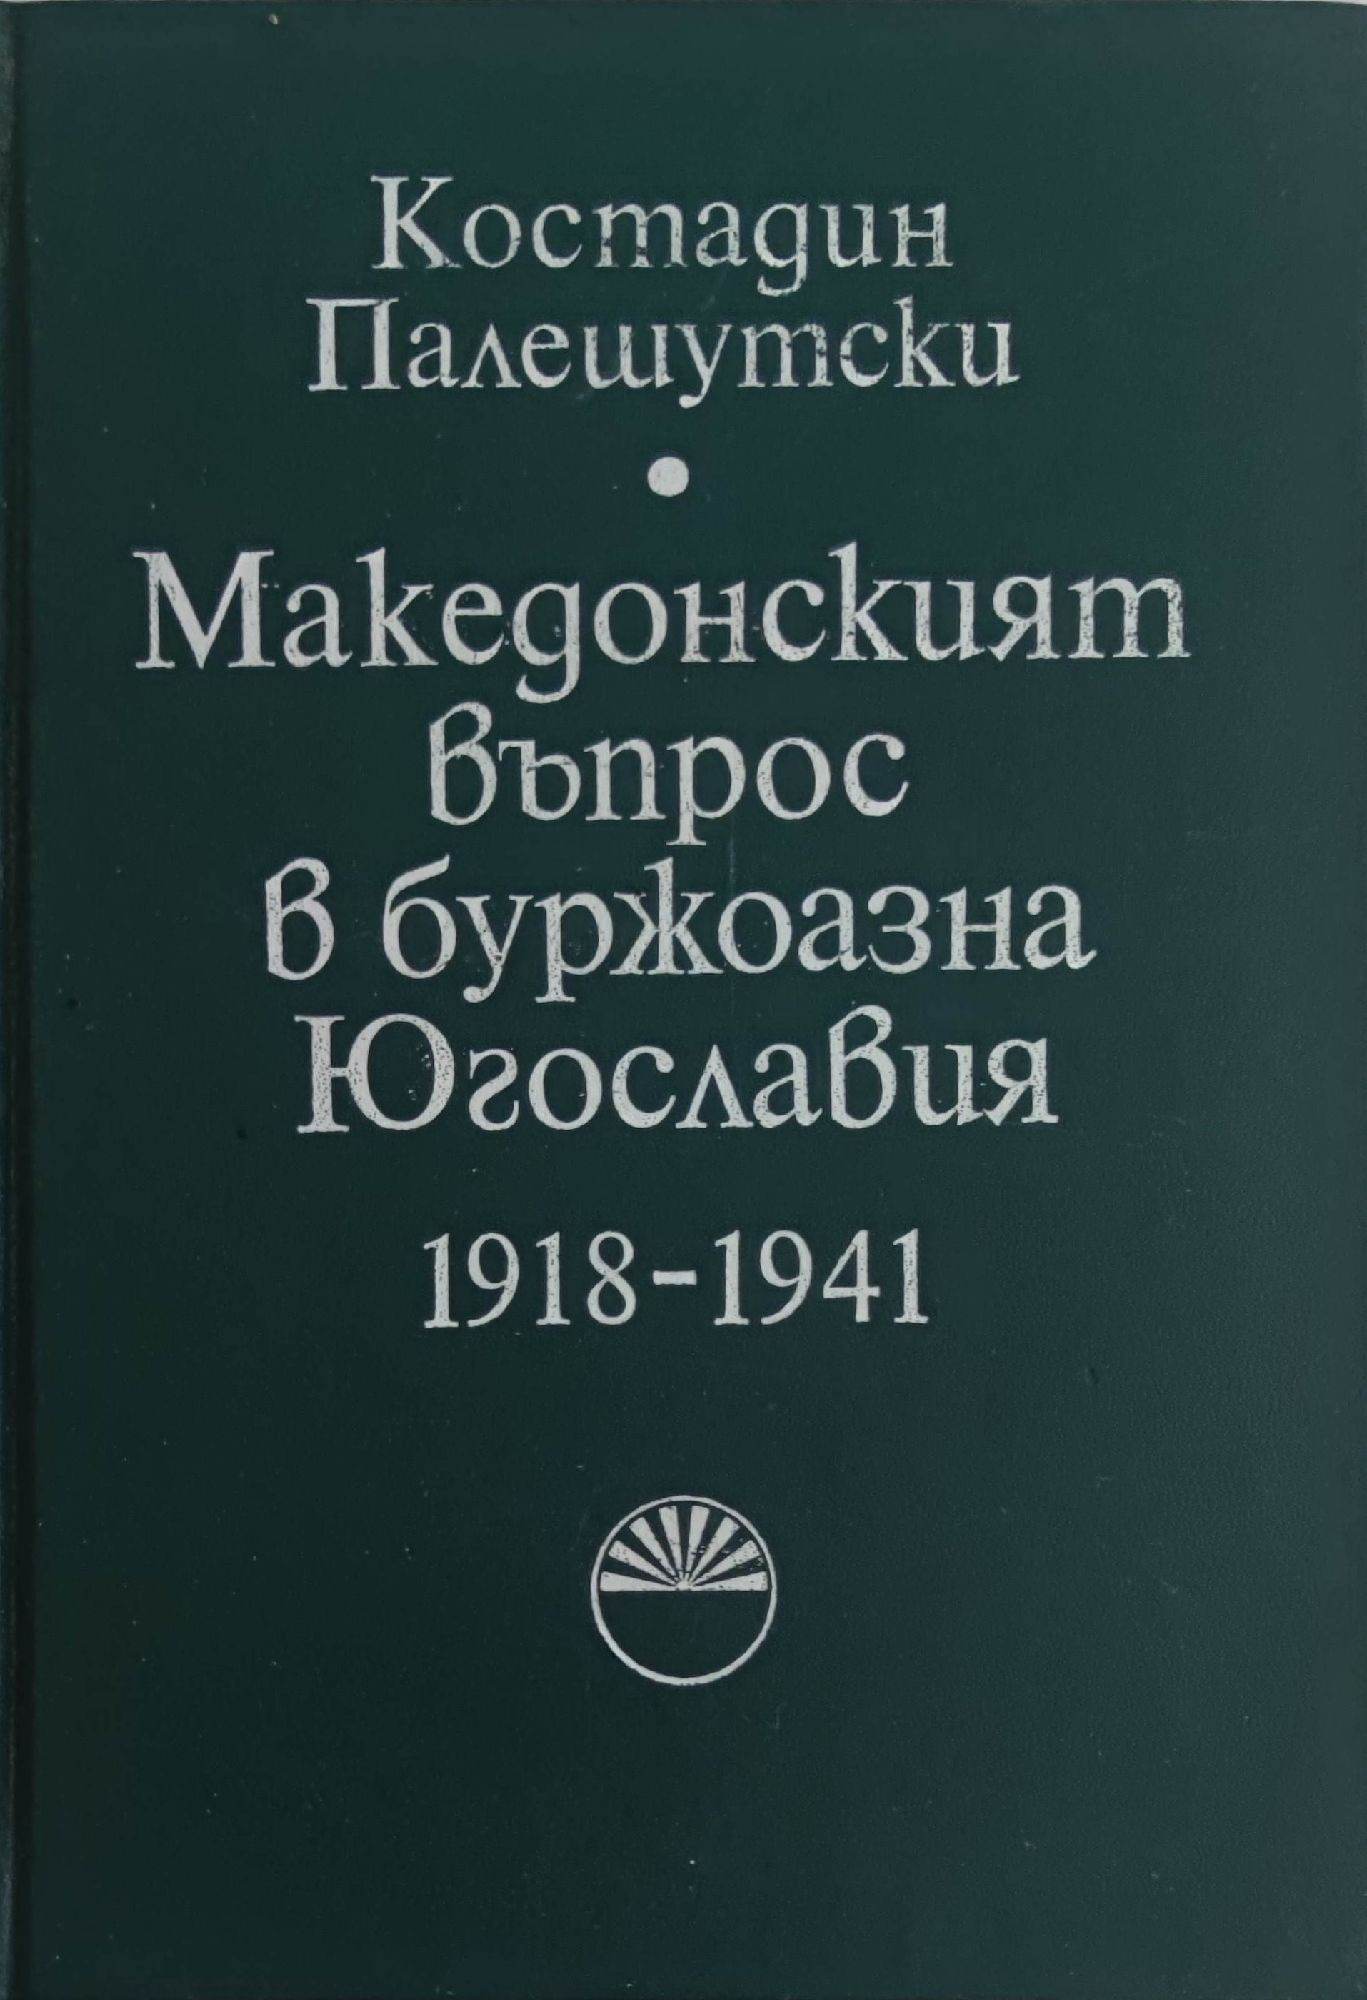 Костадин
Палешутски
Македонският
въпрос
в буржоазна
Югославия
1918-1941